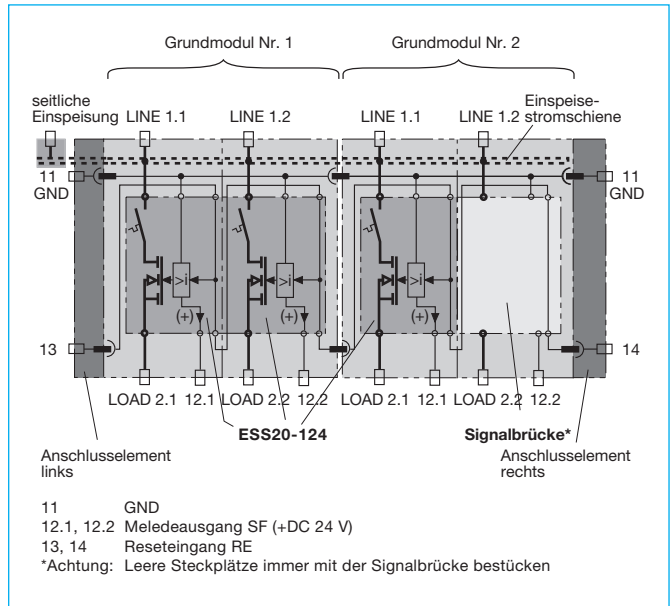 Grundmodul Nr. 1 Grundmodul Nr. 2
seitliche
Einspeisung
LINE 1.1 LINE 1.2 LINE 1.1 LINE 1.2
Einspeise-
stromschiene
11
GND
11
GND
>i >i >i
(+) (+) (+)
13 14
LOAD 2.1 12.1 LOAD 2.2 12.2 LOAD 2.1 12.1 LOAD 2.2 12.2
ESS20-124 Signalbrücke*
Anschlusselement
links
Anschlusselement
rechts
11 GND
12.1, 12.2 Meledeausgang SF (+DC 24 V)
13, 14 Reseteingang RE
*Achtung: Leere Steckplätze immer mit der Signalbrücke bestücken